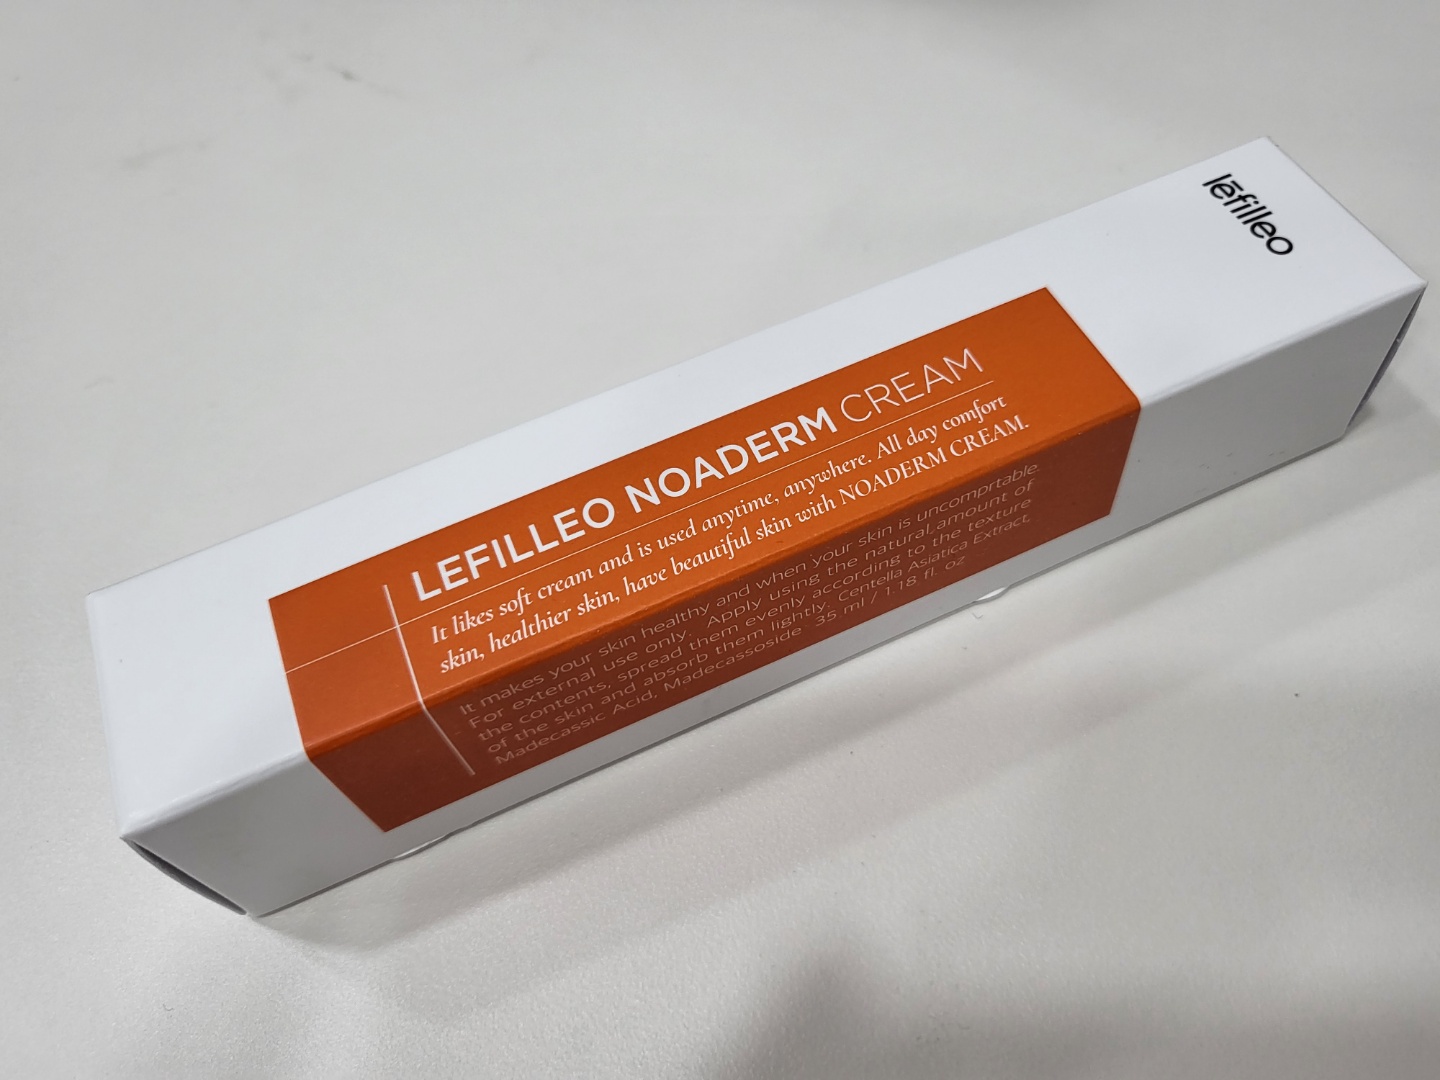 lēfilleo
LEFILLEO NOADERM CREAM
It likes soft cream and is used anytime, anywhere. All day comfort
skin, healthier skin, have beautiful skin with NOADERM CREAM.
It makes your skin healthy and when your skin is uncomprtable.
For external use only. Apply using the natural,amount of
the contents, spread them evenly according to the texture
of the skin and absorb them lightly. Centella Asiatica Extract,
Madecassic Acid, Madecassoside 35 ml / 1.18 fl. oz